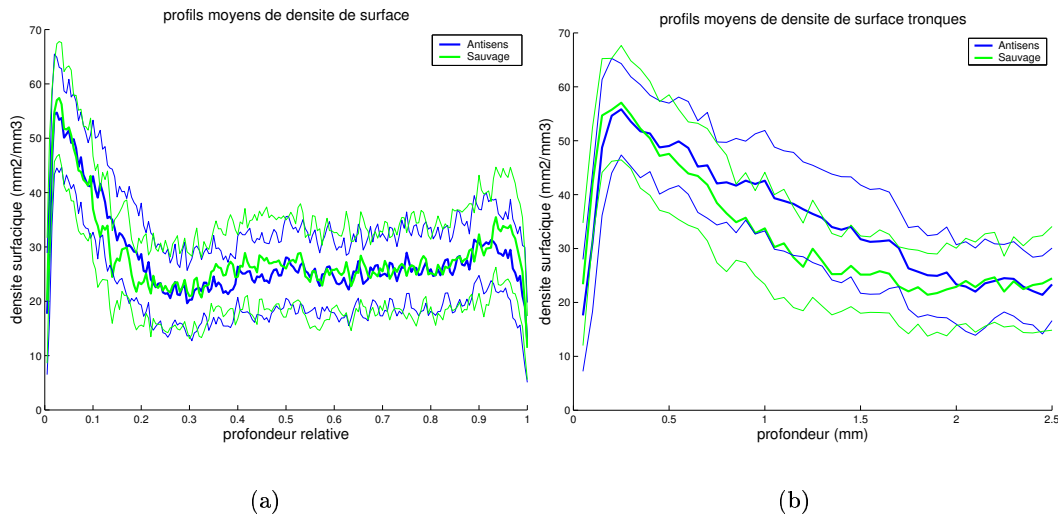 profils moyens de densite de surface
70
60
50
40
30
20
10
0
densite surfacique (mm2/mm3)
Antisens
Sauvage
0 0.1 0.2 0.3 0.4 0.5 0.6 0.7 0.8 0.9 1
profondeur relative
(a)
profils moyens de densite de surface tronques
70
60
50
40
30
20
10
0
densite surfacique (mm2/mm3)
Antisens
Sauvage
0 0.5 1 1.5 2 2.5
profondeur (mm)
(b)